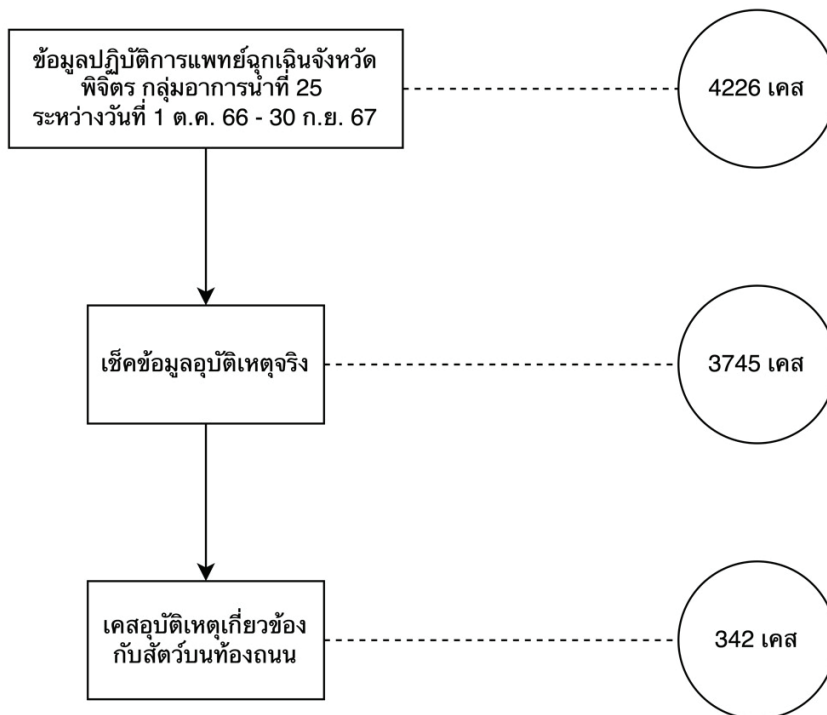 ข้อมูลปฏิบัติการแพทย์ฉุกเฉินจังหวัด
พิจิตร กลุ่มอาการนำที่ 25
ระหว่างวันที่ 1 ต.ค. 66 - 30 ก.ย. 67
4226 เคส
เช็คข้อมูลอุบัติเหตุจริง
3745 เคส
เคสอุบัติเหตุเกี่ยวข้อง
กับสัตว์บนท้องถนน
342 เคส